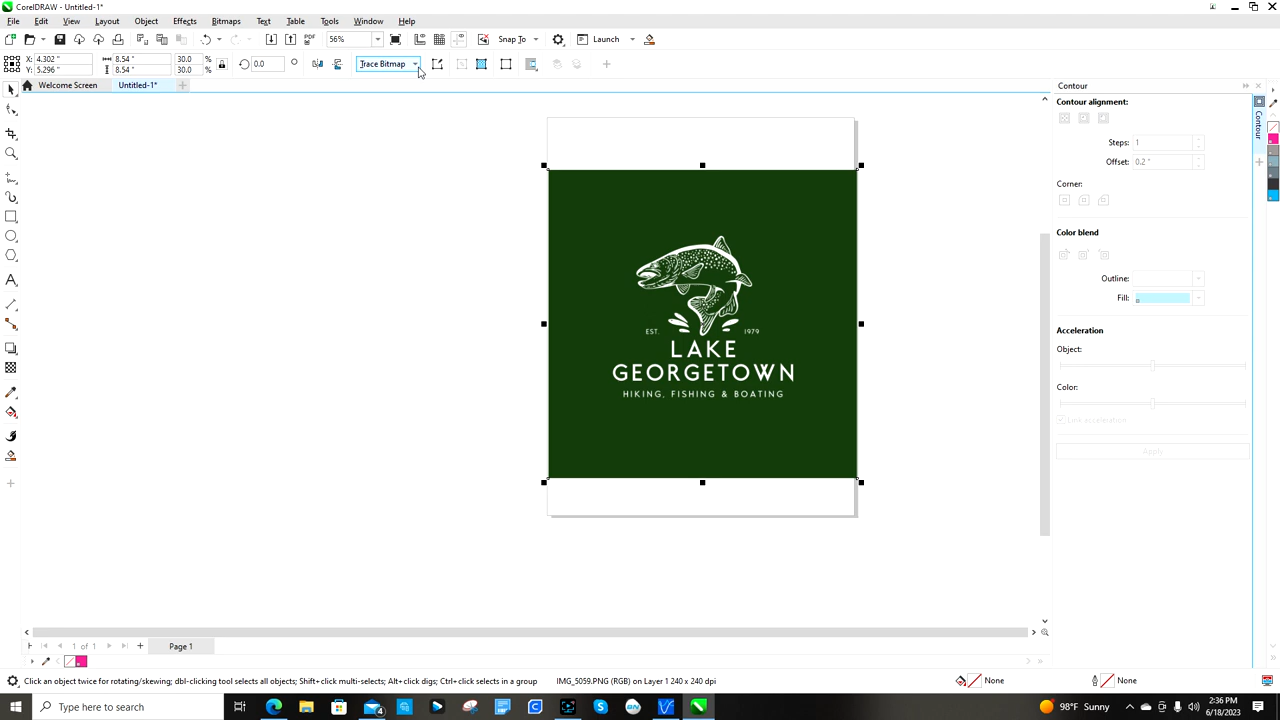 CorelDRAW - Untitled-1*
File Edit View Layout Object Effects Bitmaps Text Table Tools Help
PDF 56% Snap To Launch
X: 4.302 " 8.54 " 30.0 %
Y: 5.296 " 8.54 " 30.0 %
0.0 Trace Bitmap
Welcome Screen Untitled-1*
Contour
Contour alignment:
Steps: 1
Offset: 0.2 "
Corner:
Color blend
Outline:
Fill:
Acceleration
Object:
Color:
Link acceleration
Apply
Contour
EST. 1979
LAKE
GEORGETOWN
HIKING, FISHING & BOATING
1 of 1 Page 1
Click an object twice for rotating/skewing; dbl-clicking tool selects all objects; Shift+click multi-selects; Alt+click digs; Ctrl+click selects in a group IMG_5059.PNG (RGB) on Layer 1 240 x 240 dpi None None
Type here to search 98°F Sunny 2:36 PM
6/18/2023